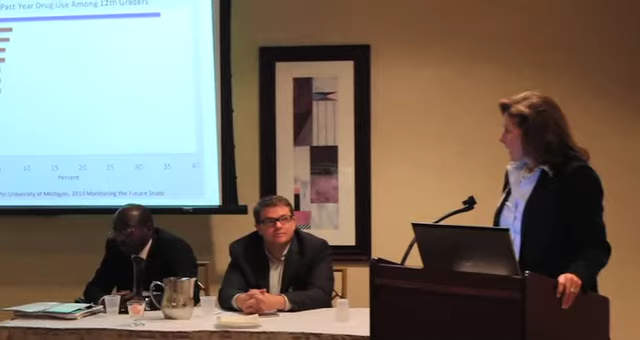 Past Year Drug Use Among 12th Graders
10 15 20 25 30 35 40
Percent
University of Michigan, 2013 Monitoring the Future Study